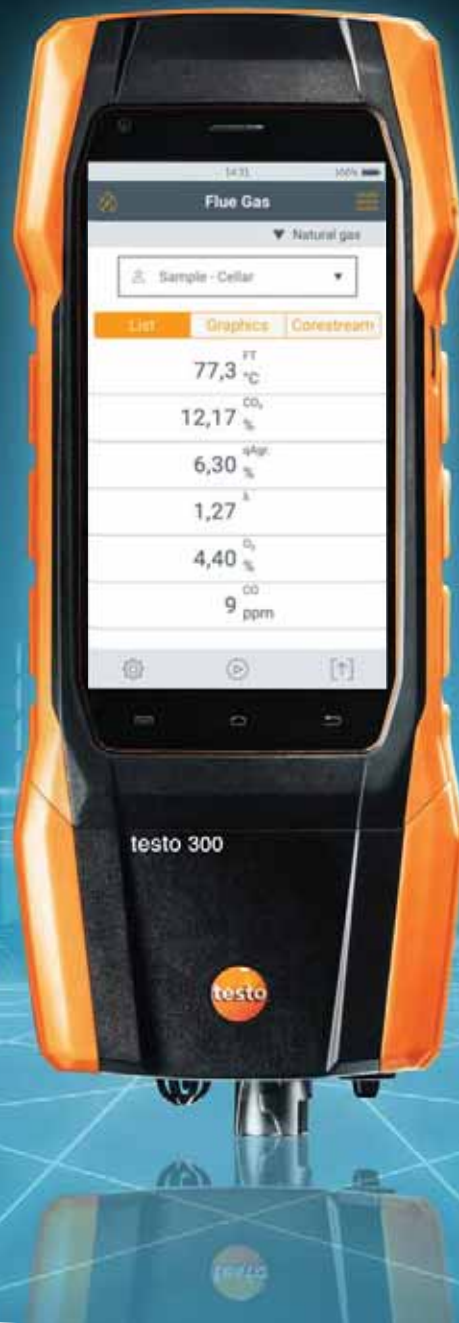 14:31 100%
Flue Gas
▼ Natural gas
Sample - Cellar ▼
List Graphics Corestream
77,3 FT °C
12,17 CO₂ %
6,30 qAgr. %
1,27 λ
4,40 O₂ %
9 CO ppm
testo 300
testo